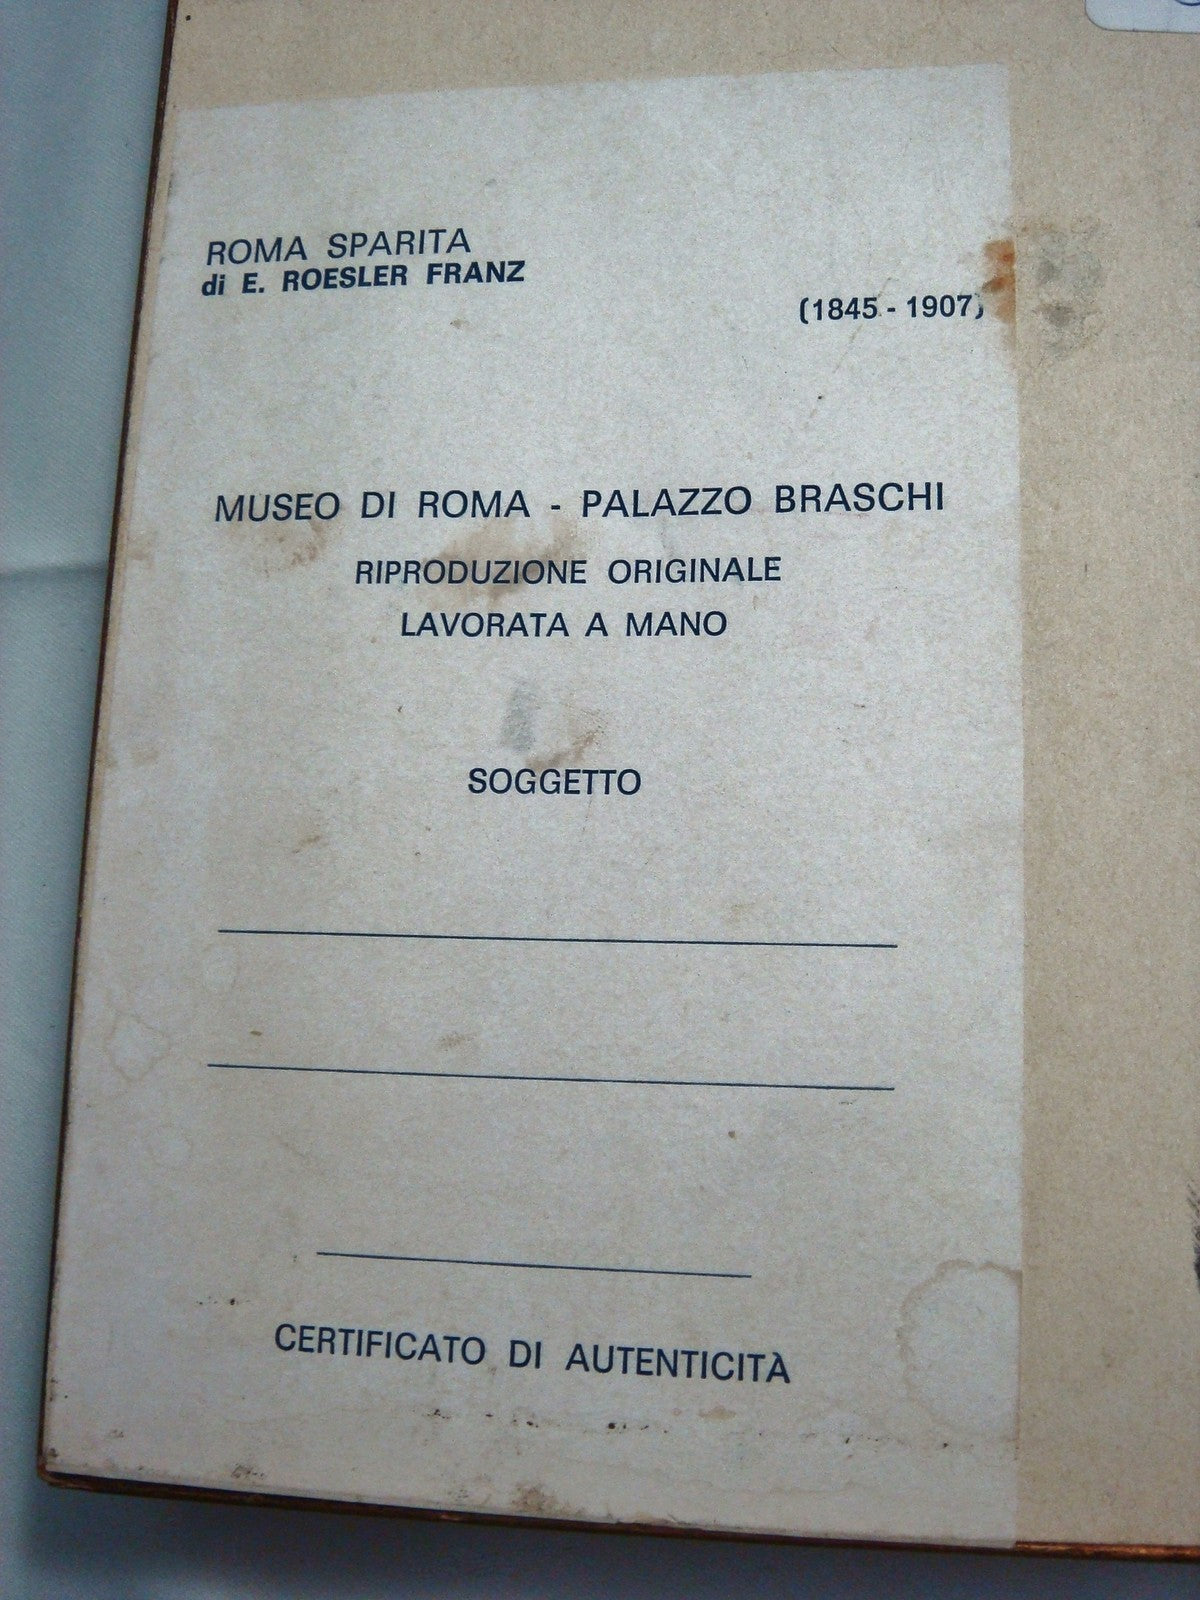 ROMA SPARITA
di E. ROESLER FRANZ
(1845 - 1907)
MUSEO DI ROMA - PALAZZO BRASCHI
RIPRODUZIONE ORIGINALE
LAVORATA A MANO
SOGGETTO
CERTIFICATO DI AUTENTICITÀ